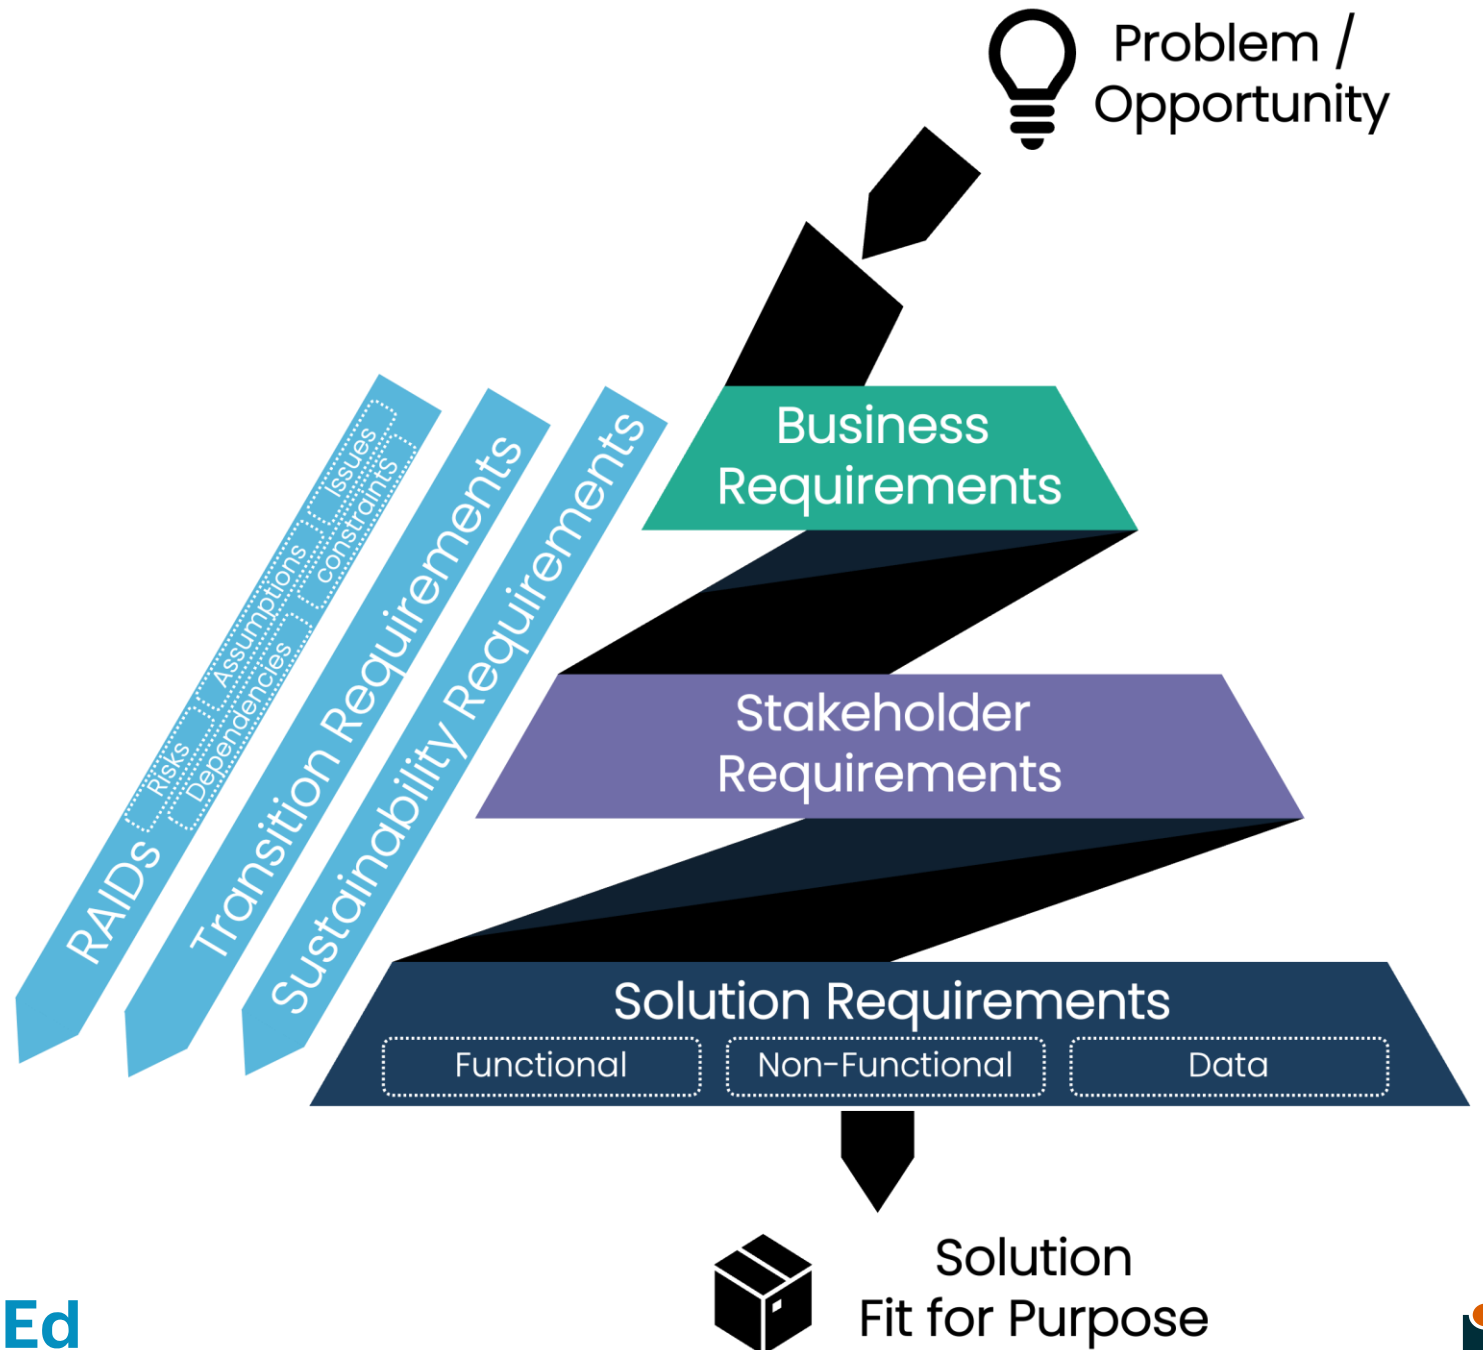 Problem /
Opportunity
Business
Requirements
Stakeholder
Requirements
Solution Requirements
Functional
Non-Functional
Data
Solution
Fit for Purpose
RAIDs
Risks
Assumptions
Issues
Dependencies
constraints
Transition Requirements
Sustainability Requirements
Ed